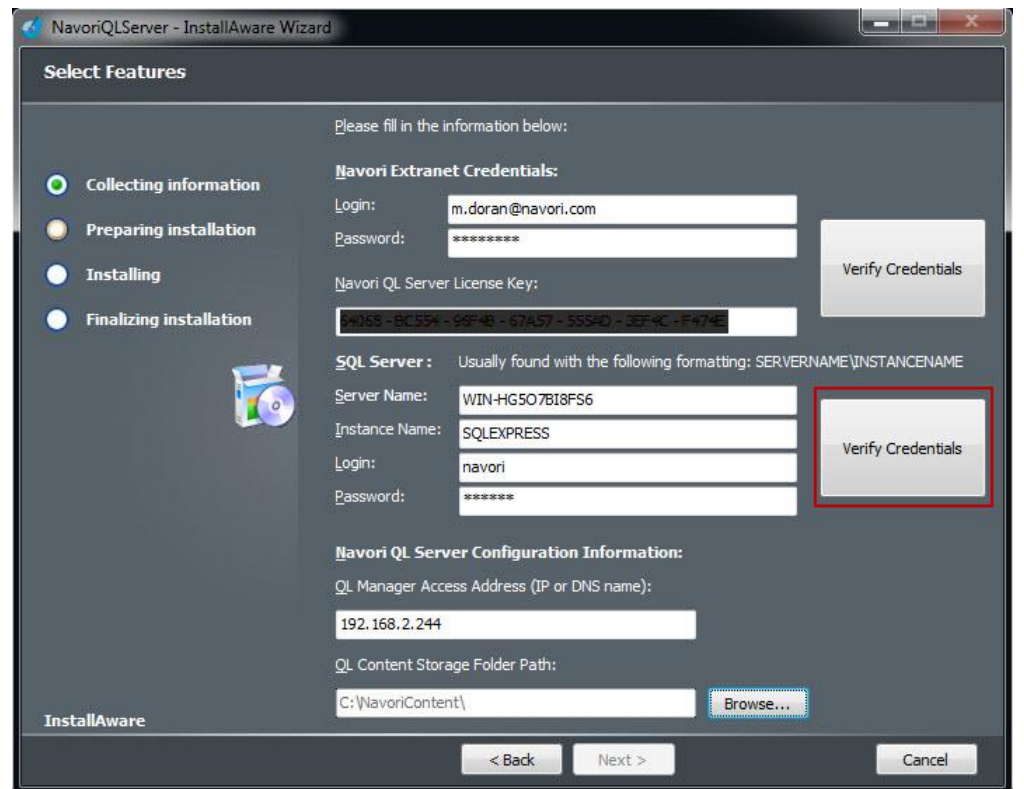 NavoriQLServer - InstallAware Wizard
Select Features
Please fill in the information below:
Collecting information
Preparing installation
Installing
Finalizing installation
Navori Extranet Credentials:
Login: m.doran@navori.com
Password: ********
Verify Credentials
Navori QL Server License Key:
SQL Server : Usually found with the following formatting: SERVERNAME\INSTANCENAME
Server Name: WIN-HG5O7BI8FS6
Instance Name: SQLEXPRESS
Login: navori
Password: ******
Verify Credentials
Navori QL Server Configuration Information:
QL Manager Access Address (IP or DNS name):
192.168.2.244
QL Content Storage Folder Path:
C:\NavoriContent\ Browse...
InstallAware
< Back Next > Cancel